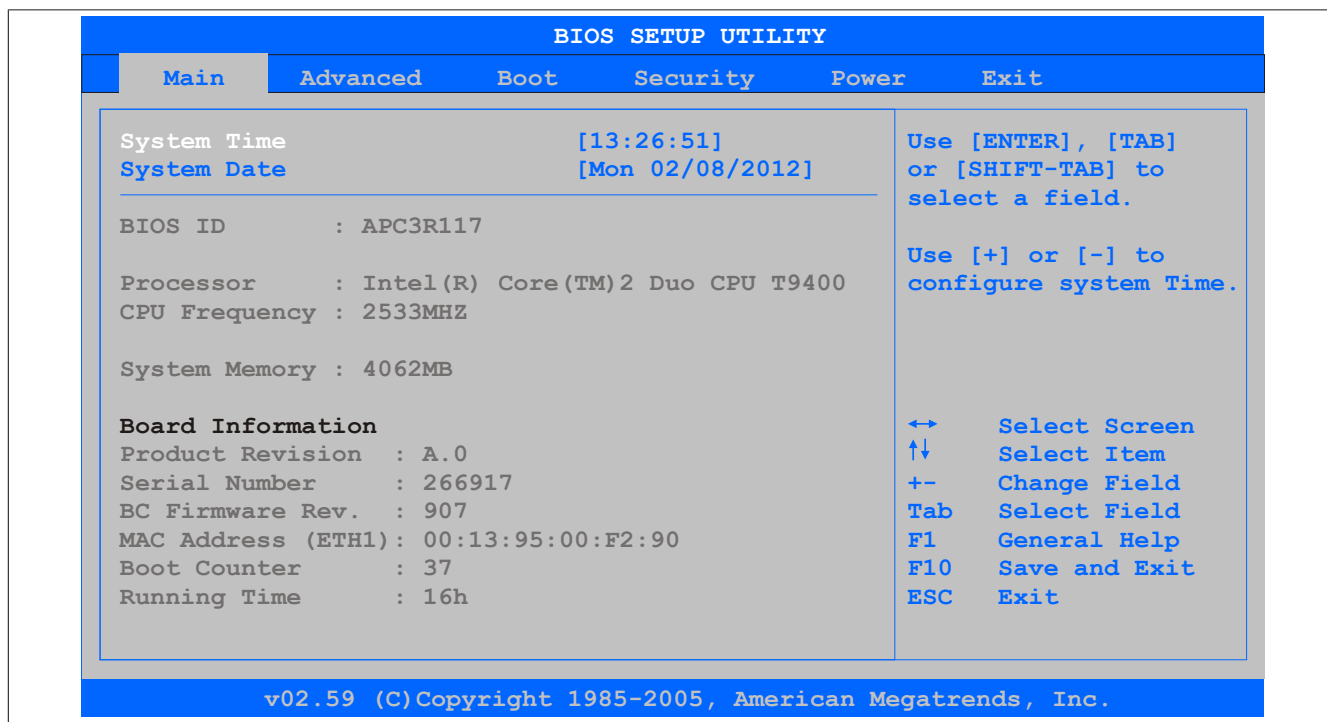 BIOS SETUP UTILITY
Main Advanced Boot Security Power Exit
System Time [13:26:51]
System Date [Mon 02/08/2012]
BIOS ID : APC3R117
Processor : Intel(R) Core(TM)2 Duo CPU T9400
CPU Frequency : 2533MHZ
System Memory : 4062MB
Board Information
Product Revision : A.0
Serial Number : 266917
BC Firmware Rev. : 907
MAC Address (ETH1): 00:13:95:00:F2:90
Boot Counter : 37
Running Time : 16h
Use [ENTER], [TAB]
or [SHIFT-TAB] to
select a field.
Use [+] or [-] to
configure system Time.
↔ Select Screen
↑↓ Select Item
+- Change Field
Tab Select Field
F1 General Help
F10 Save and Exit
ESC Exit
v02.59 (C)Copyright 1985-2005, American Megatrends, Inc.